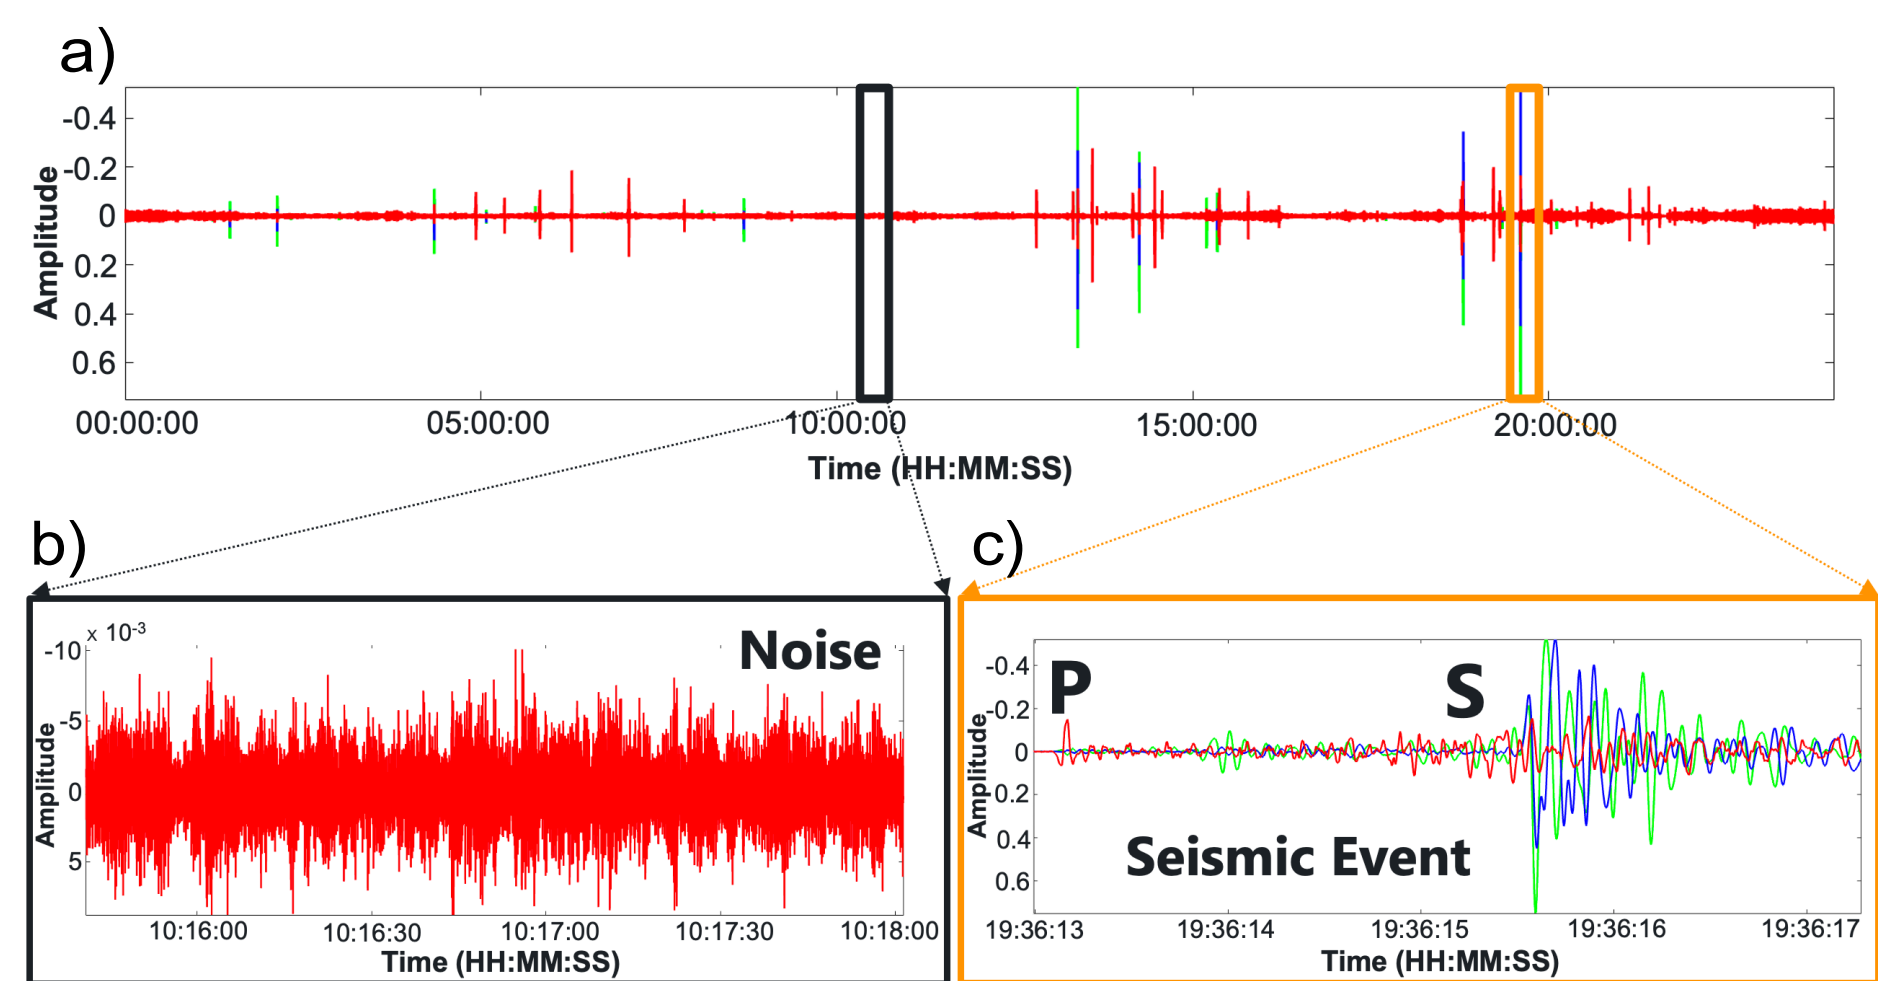 a)
-0.4
-0.2
0
0.2
0.4
0.6
Amplitude
00:00:00 05:00:00 10:00:00 15:00:00 20:00:00
Time (HH:MM:SS)
b)
x 10-3
-10
-5
0
5
Amplitude
Noise
10:16:00 10:16:30 10:17:00 10:17:30 10:18:00
Time (HH:MM:SS)
c)
-0.4
-0.2
0
0.2
0.4
0.6
Amplitude
P S
Seismic Event
19:36:13 19:36:14 19:36:15 19:36:16 19:36:17
Time (HH:MM:SS)